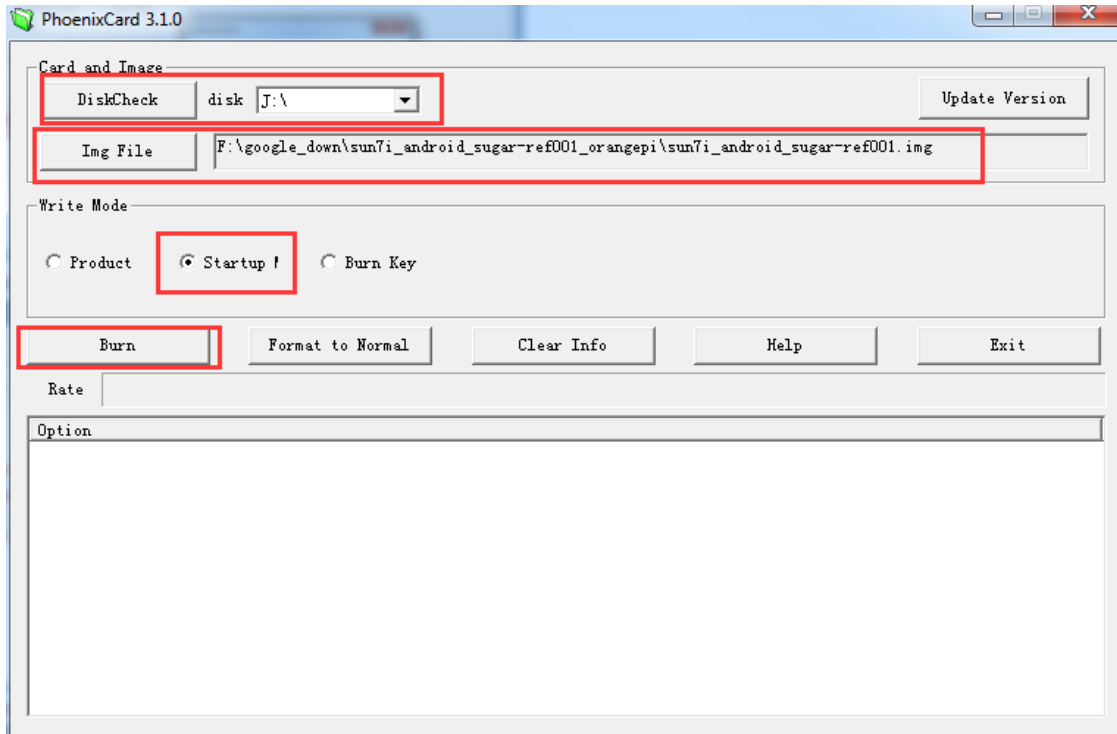 PhoenixCard 3.1.0
Card and Image
DiskCheck disk J:\ Update Version
Img File F:\google_down\sun7i_android_sugar-ref001_orangepi\sun7i_android_sugar-ref001.img
Write Mode
Product Startup Burn Key
Burn Format to Normal Clear Info Help Exit
Rate
Option